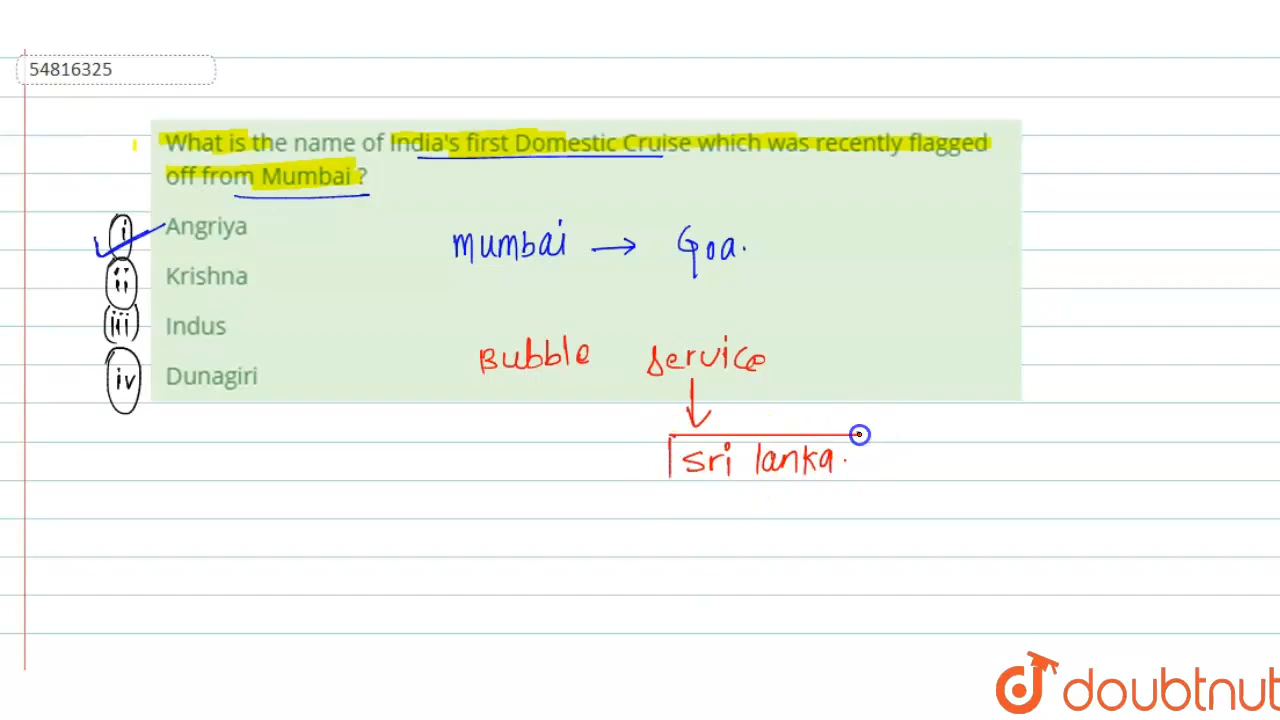 54816325
What is the name of India's first Domestic Cruise which was recently flagged
off from Mumbai ?
i Angriya
mumbai → Goa.
ii Krishna
iii Indus
Bubble service
iv Dunagiri
Sri lanka.
doubtnut